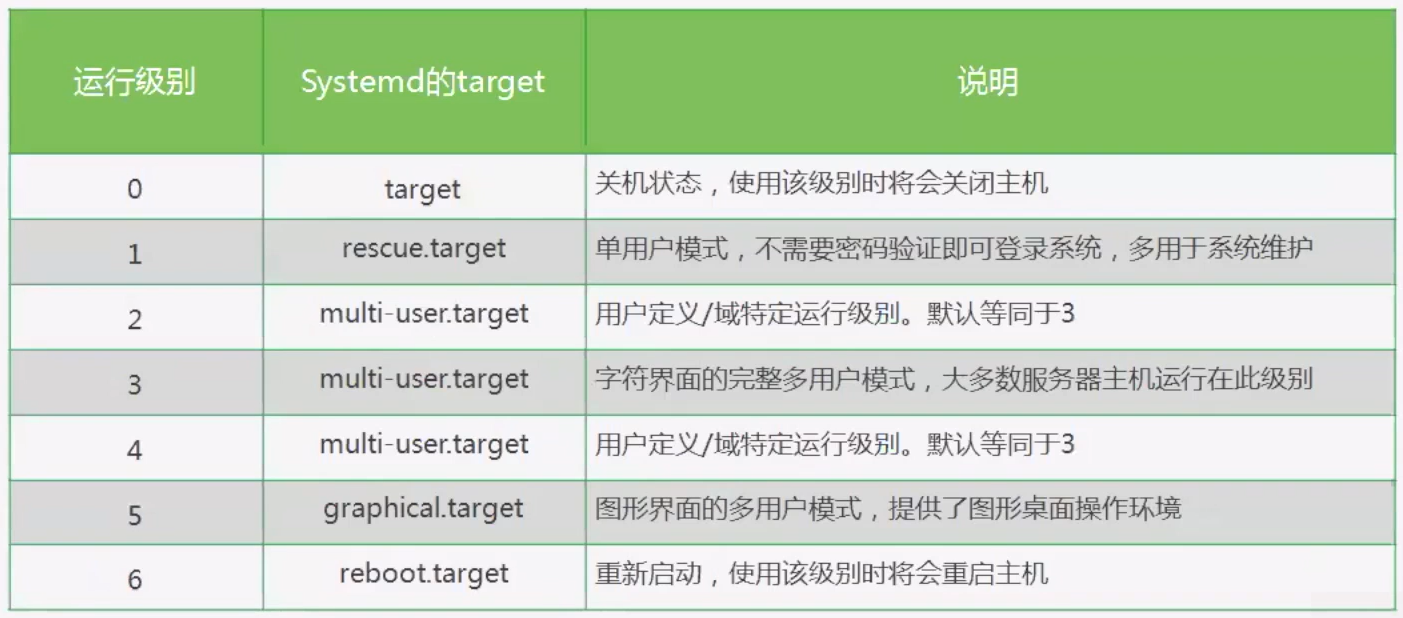 运行级别 Systemd的target 说明
0 target 关机状态，使用该级别时将会关闭主机
1 rescue.target 单用户模式，不需要密码验证即可登录系统，多用于系统维护
2 multi-user.target 用户定义/域特定运行级别。默认等同于3
3 multi-user.target 字符界面的完整多用户模式，大多数服务器主机运行在此级别
4 multi-user.target 用户定义/域特定运行级别。默认等同于3
5 graphical.target 图形界面的多用户模式，提供了图形桌面操作环境
6 reboot.target 重新启动，使用该级别时将会重启主机